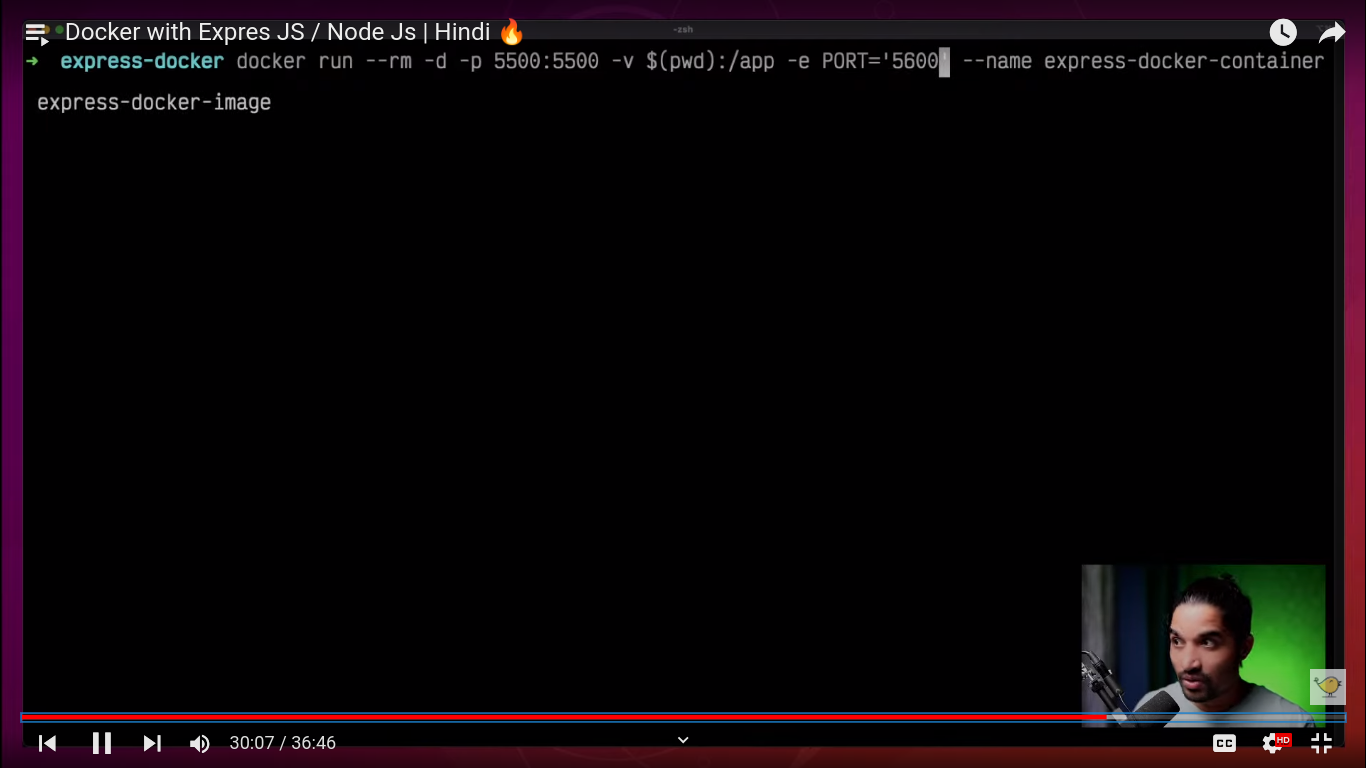 Docker with Expres JS / Node Js | Hindi 🔥
-zsh
➜ express-docker docker run --rm -d -p 5500:5500 -v $(pwd):/app -e PORT='5600' --name express-docker-container
express-docker-image
30:07 / 36:46
CC
HD